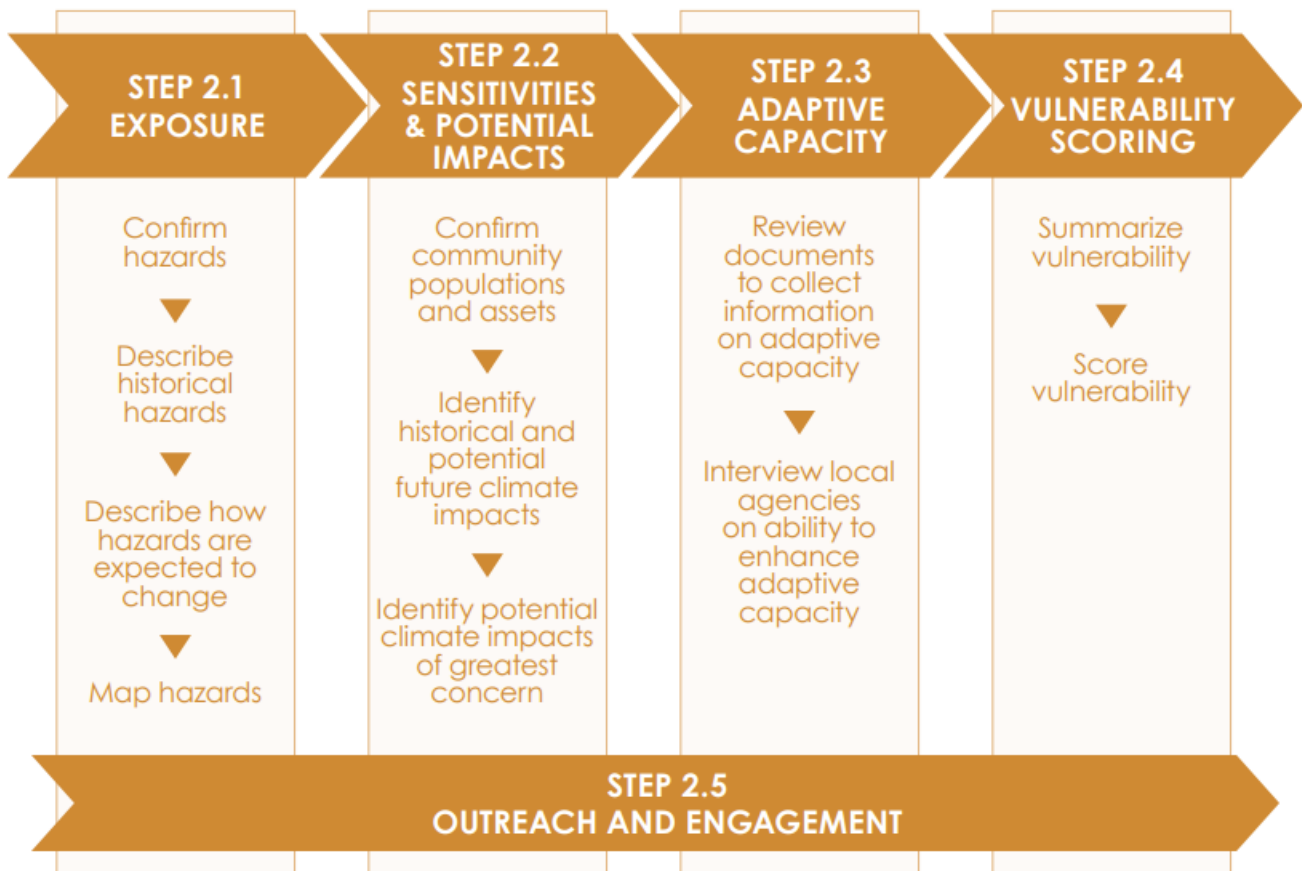 STEP 2.1
EXPOSURE
Confirm
hazards
Describe
historical
hazards
Describe how
hazards are
expected to
change
Map hazards
STEP 2.2
SENSITIVITIES
& POTENTIAL
IMPACTS
Confirm
community
populations
and assets
Identify
historical and
potential
future climate
impacts
Identify potential
climate impacts
of greatest
concern
STEP 2.3
ADAPTIVE
CAPACITY
Review
documents
to collect
information
on adaptive
capacity
Interview local
agencies
on ability to
enhance
adaptive
capacity
STEP 2.4
VULNERABILITY
SCORING
Summarize
vulnerability
Score
vulnerability
STEP 2.5
OUTREACH AND ENGAGEMENT